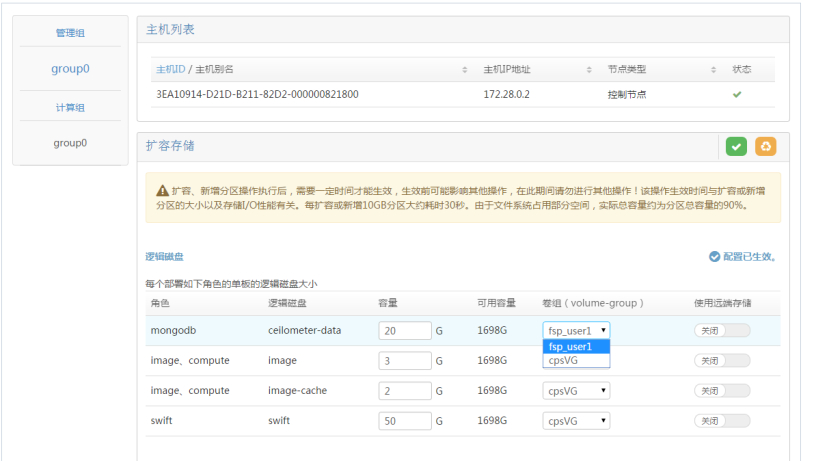 管理组
group0
计算组
group0
主机列表
主机ID / 主机别名 主机IP地址 节点类型 状态
3EA10914-D21D-B211-82D2-000000821800 172.28.0.2 控制节点
扩容存储
扩容、新增分区操作执行后，需要一定时间才能生效，生效前可能影响其他操作，在此期间请勿进行其他操作！该操作生效时间与扩容或新增
分区的大小以及存储I/O性能有关。每扩容或新增10GB分区大约耗时30秒。由于文件系统占用部分空间，实际总容量约为分区总容量的90%。
逻辑磁盘 配置已生效。
每个部署如下角色的单板的逻辑磁盘大小
角色 逻辑磁盘 容量 可用容量 卷组（volume-group） 使用远端存储
mongodb ceilometer-data 20 G 1698G fsp_user1 关闭
fsp_user1
cpsVG
image、compute image 3 G 1698G 关闭
image、compute image-cache 2 G 1698G cpsVG 关闭
swift swift 50 G 1698G cpsVG 关闭